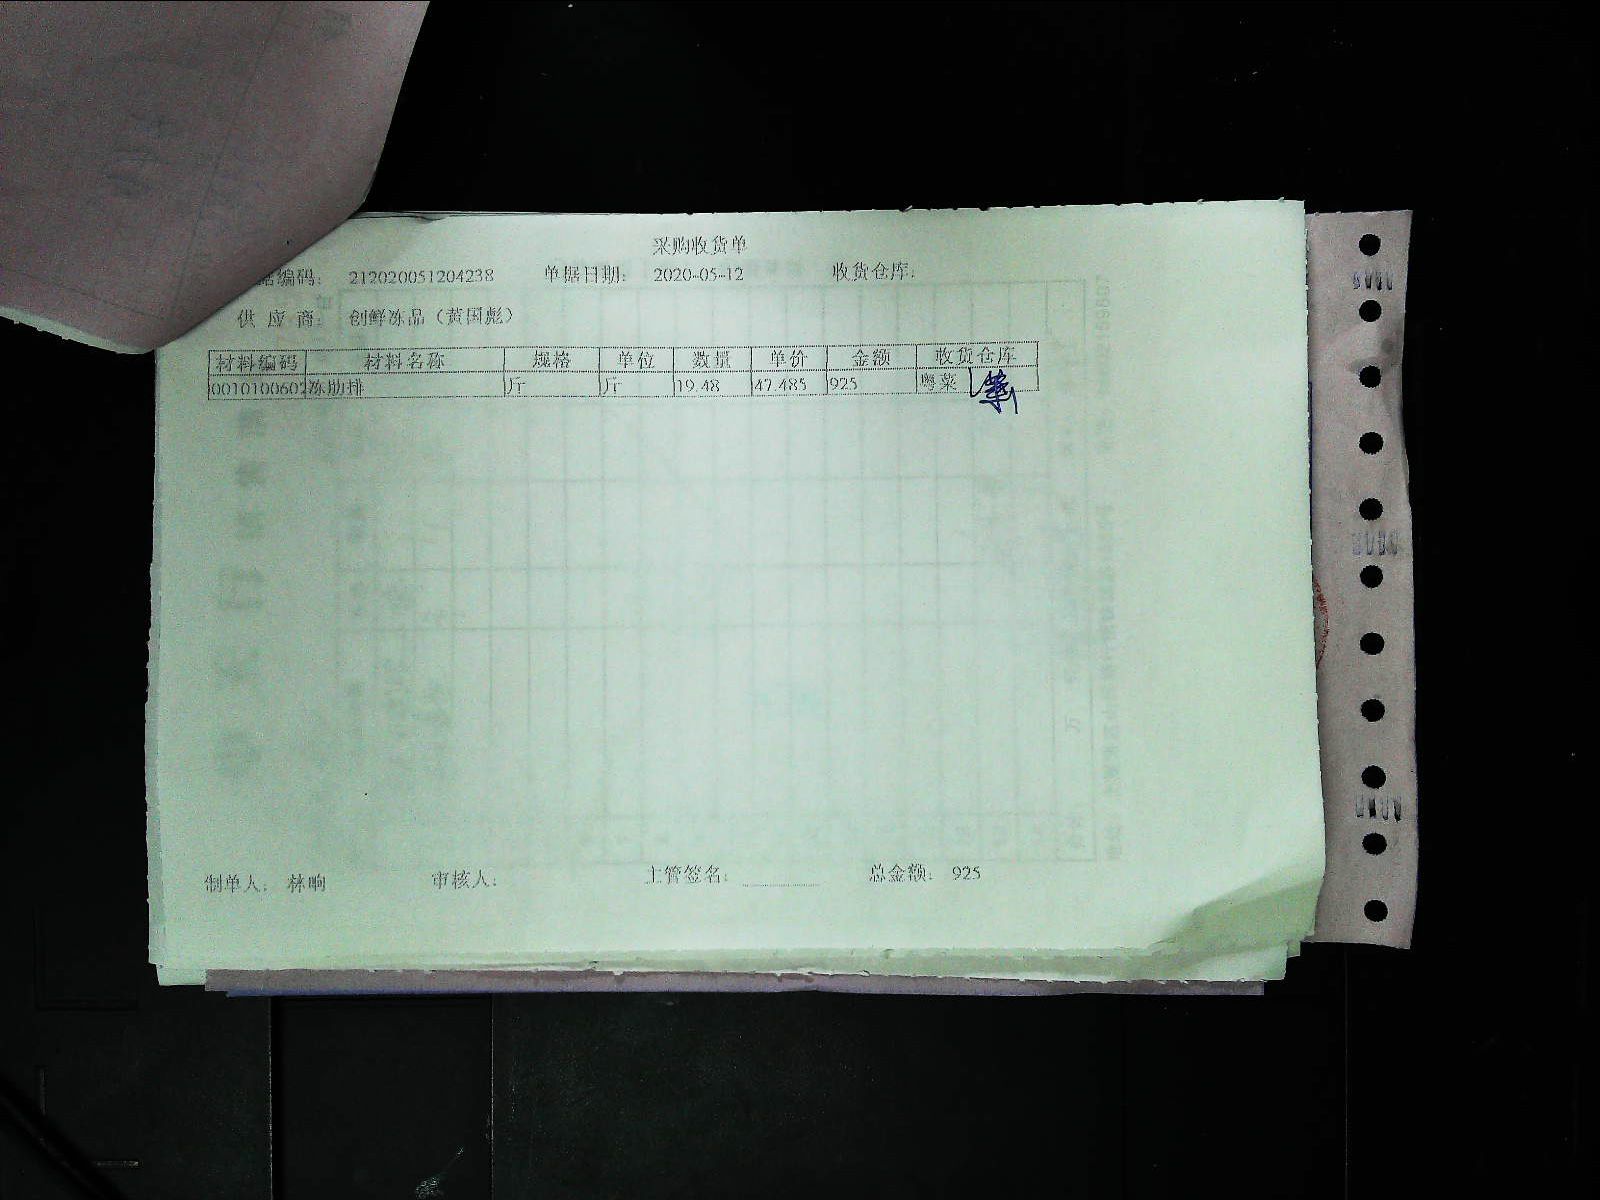 采购收货单
据编码： 212020051204238 单据日期： 2020-05-12 收货仓库：
供 应 商： 创鲜冻品（黄国彪）
材料编码 材料名称 规格 单位 数量 单价 金额 收货仓库
0010100602 冻肋排 斤 斤 19.48 47.485 925 粤菜
制单人： 林响 审核人： 主管签名： 总金额： 925